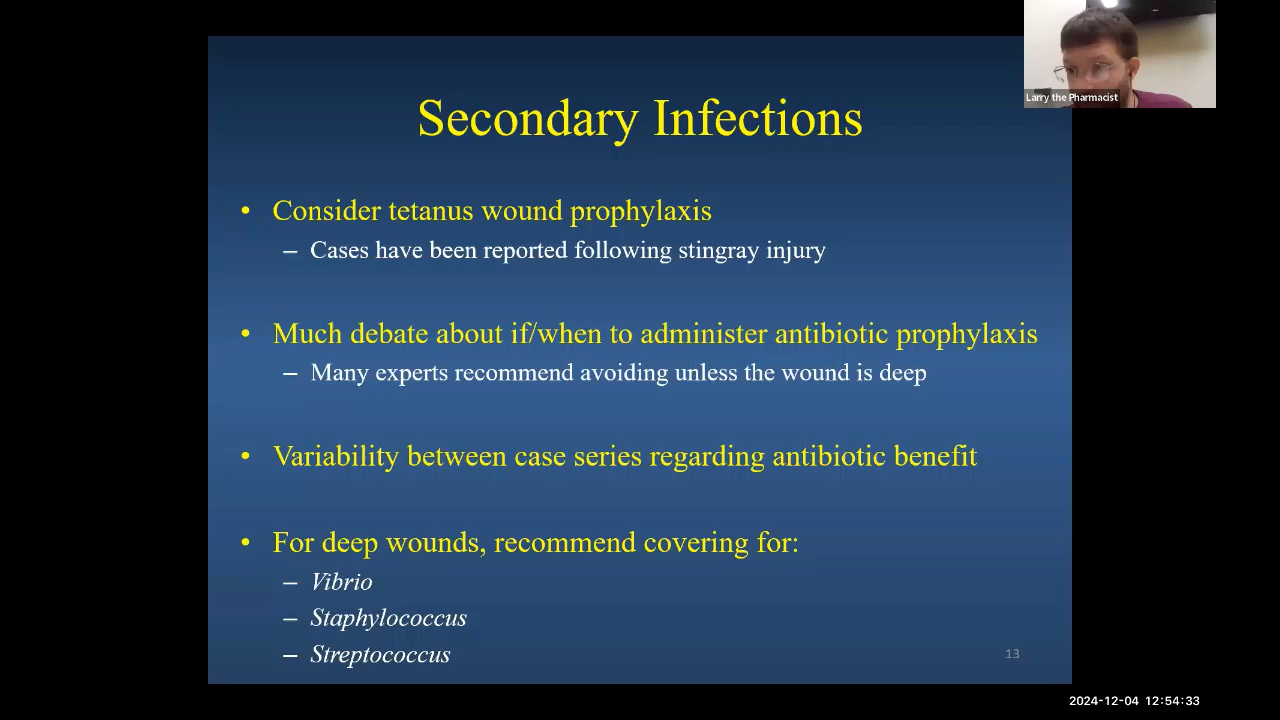 Larry the Pharmacist
Secondary Infections
• Consider tetanus wound prophylaxis
– Cases have been reported following stingray injury
• Much debate about if/when to administer antibiotic prophylaxis
– Many experts recommend avoiding unless the wound is deep
• Variability between case series regarding antibiotic benefit
• For deep wounds, recommend covering for:
– Vibrio
– Staphylococcus
– Streptococcus
13
2024-12-04 12:54:33